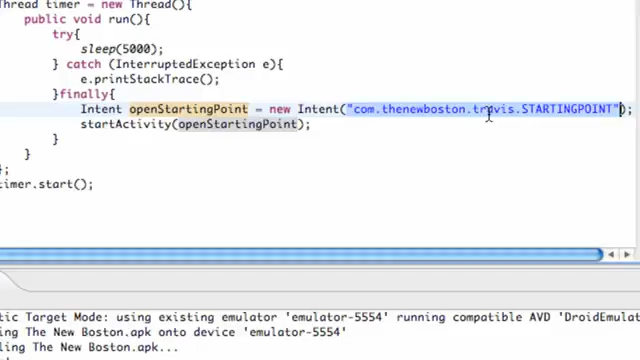 Thread timer = new Thread(){
public void run(){
try{
sleep(5000);
} catch (InterruptedException e){
e.printStackTrace();
}finally{
Intent openStartingPoint = new Intent("com.thenewboston.travis.STARTINGPOINT");
startActivity(openStartingPoint);
}
}
};
timer.start();
tic Target Mode: using existing emulator 'emulator-5554' running compatible AVD 'DroidEmulat
ing The New Boston.apk onto device 'emulator-5554'
ling The New Boston.apk...